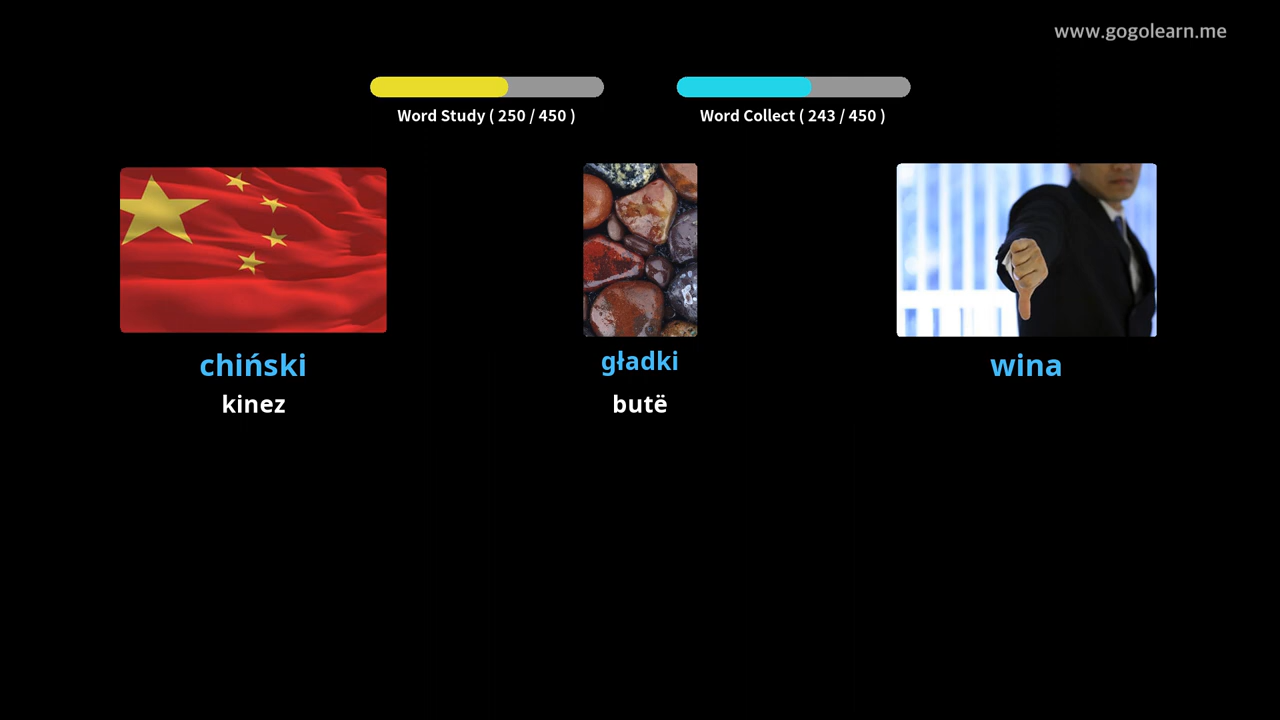 www.gogolearn.me
Word Study ( 250 / 450 )
Word Collect ( 243 / 450 )
chiński
kinez
gładki
butë
wina